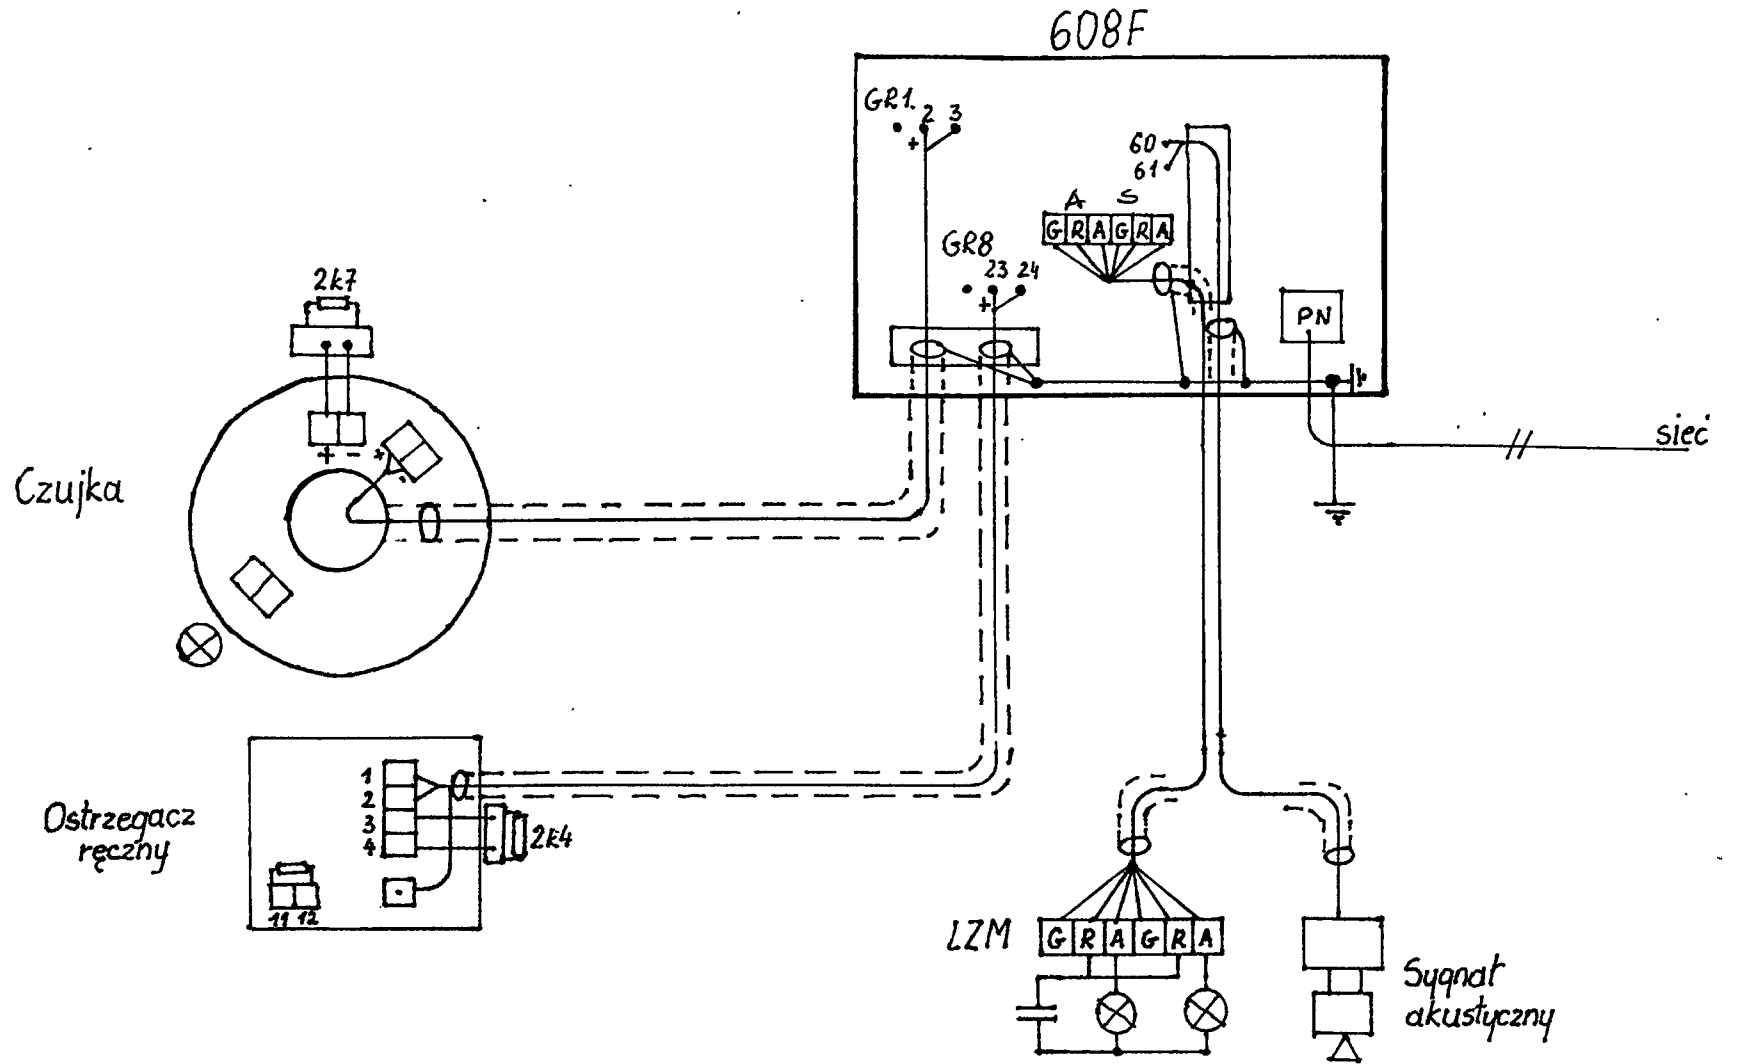 608F
GR1.
2 3
+
60
61
A S
G R A G R A
GR8
23 24
+
PN
2k7
sieć
+ -
+
-
Czujka
1
2
3
4
2k4
Ostrzegacz
ręczny
11 12
LZM
G R A G R A
Sygnał
akustyczny